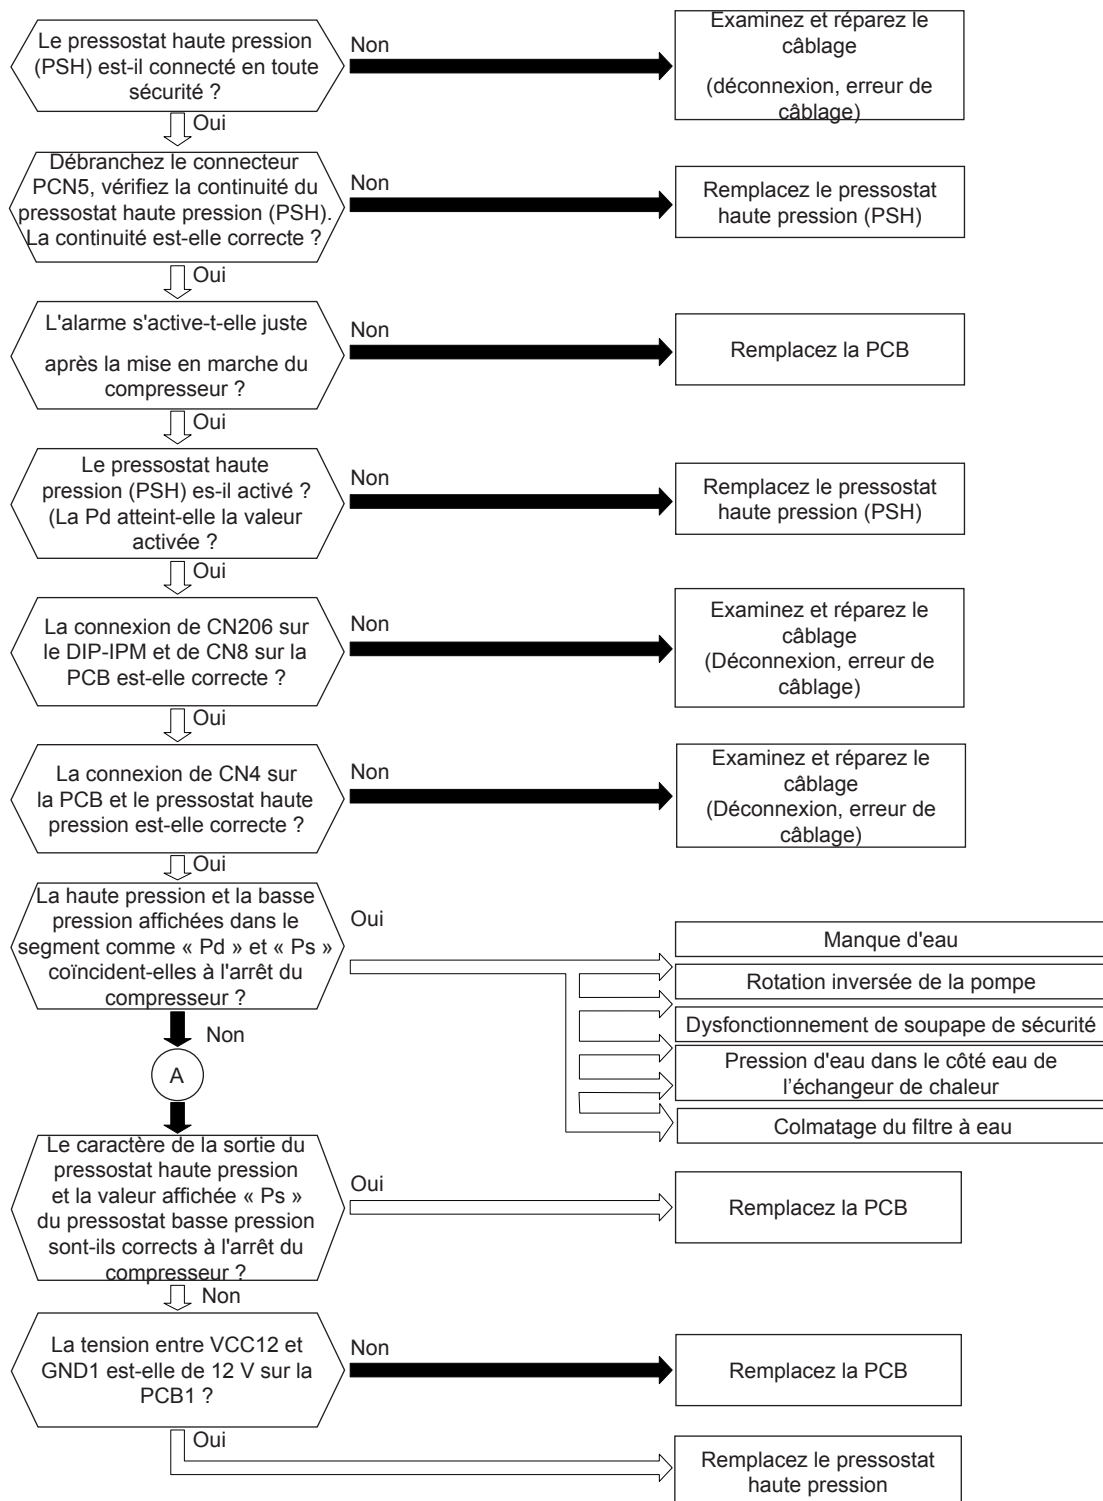 Le pressostat haute pression
(PSH) est-il connecté en toute
sécurité ?
Non
Examinez et réparez le
câblage
(déconnexion, erreur de
câblage)
Oui
Débranchez le connecteur
PCN5, vérifiez la continuité du
pressostat haute pression (PSH).
La continuité est-elle correcte ?
Non
Remplacez le pressostat
haute pression (PSH)
Oui
L'alarme s'active-t-elle juste
après la mise en marche du
compresseur ?
Non
Remplacez la PCB
Oui
Le pressostat haute
pression (PSH) es-il activé ?
(La Pd atteint-elle la valeur
activée ?
Non
Remplacez le pressostat
haute pression (PSH)
Oui
La connexion de CN206 sur
le DIP-IPM et de CN8 sur la
PCB est-elle correcte ?
Non
Examinez et réparez le
câblage
(Déconnexion, erreur de
câblage)
Oui
La connexion de CN4 sur
la PCB et le pressostat haute
pression est-elle correcte ?
Non
Examinez et réparez le
câblage
(Déconnexion, erreur de
câblage)
Oui
La haute pression et la basse
pression affichées dans le
segment comme « Pd » et « Ps »
coïncident-elles à l'arrêt du
compresseur ?
Oui
Manque d'eau
Rotation inversée de la pompe
Dysfonctionnement de soupape de sécurité
Pression d'eau dans le côté eau de
l’échangeur de chaleur
Colmatage du filtre à eau
Non
A
Le caractère de la sortie du
pressostat haute pression
et la valeur affichée « Ps »
du pressostat basse pression
sont-ils corrects à l'arrêt du
compresseur ?
Oui
Remplacez la PCB
Non
La tension entre VCC12 et
GND1 est-elle de 12 V sur la
PCB1 ?
Non
Remplacez la PCB
Oui
Remplacez le pressostat
haute pression